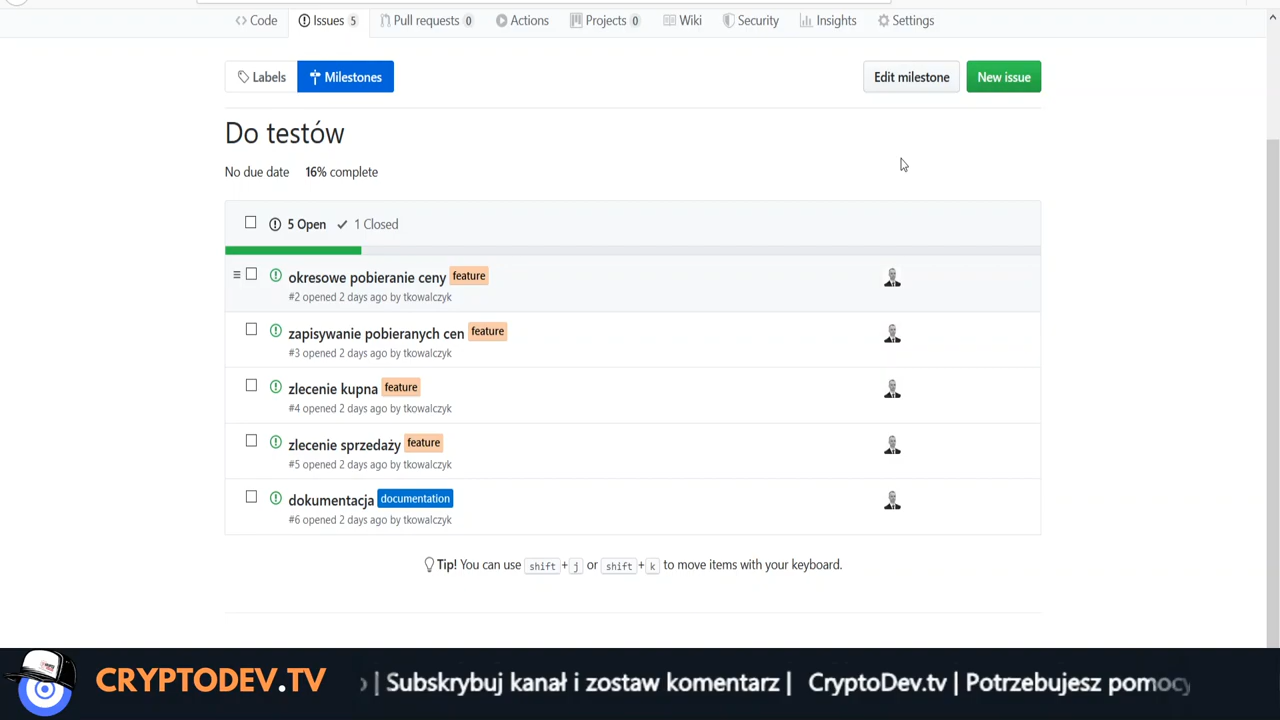 Code Issues 5 Pull requests 0 Actions Projects 0 Wiki Security Insights Settings
Labels Milestones Edit milestone New issue
Do testów
No due date 16% complete
5 Open 1 Closed
okresowe pobieranie ceny feature
#2 opened 2 days ago by tkowalczyk
zapisywanie pobieranych cen feature
#3 opened 2 days ago by tkowalczyk
zlecenie kupna feature
#4 opened 2 days ago by tkowalczyk
zlecenie sprzedaży feature
#5 opened 2 days ago by tkowalczyk
dokumentacja documentation
#6 opened 2 days ago by tkowalczyk
Tip! You can use shift+j or shift+k to move items with your keyboard.
CRYPTODEV.TV | Subskrybuj kanał i zostaw komentarz | CryptoDev.tv | Potrzebujesz pomocy